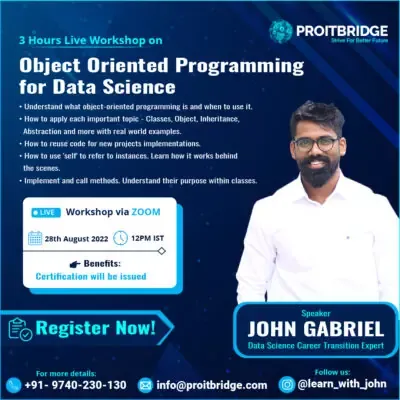 PROITBRIDGE
Strive For Better Future
3 Hours Live Workshop on
Object Oriented Programming
for Data Science
• Understand what object-oriented programming is and when to use it.
• How to apply each important topic - Classes, Object, Inheritance,
Abstraction and more with real world examples.
• How to reuse code for new projects implementations.
• How to use 'self' to refer to instances. Learn how it works behind
the scenes.
• Implement and call methods. Understand their purpose within classes.
LIVE Workshop via ZOOM
28th August 2022 12PM IST
Benefits:
Certification will be issued
Register Now!
Speaker
JOHN GABRIEL
Data Science Career Transition Expert
For more details:
+91- 9740-230-130
info@proitbridge.com
Follow us:
@learn_with_john